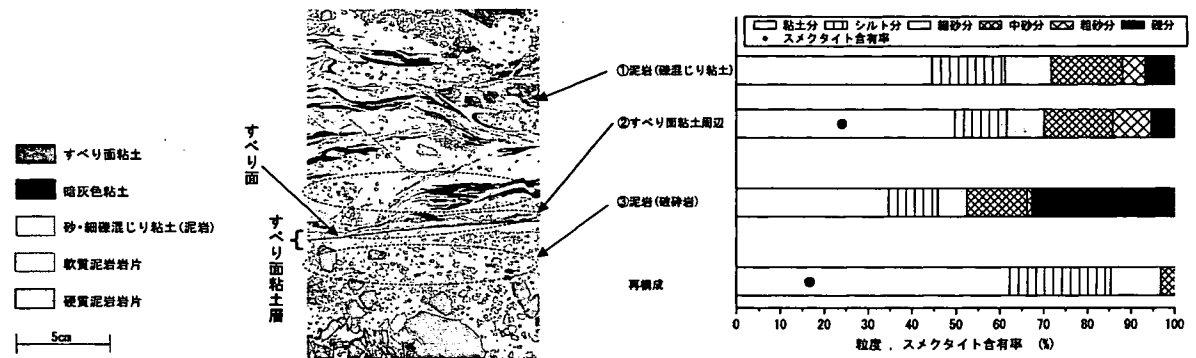 すべり面粘土
暗灰色粘土
砂・細礫混じり粘土(泥岩)
軟質泥岩岩片
硬質泥岩岩片
5cm
すべり面
すべり面粘土層
①泥岩(礫混じり粘土)
②すべり面粘土周辺
③泥岩(破砕岩)
再構成
粘土分 シルト分 細砂分 中砂分 粗砂分 礫分
スメクタイト含有率
0 10 20 30 40 50 60 70 80 90 100
粒度 , スメクタイト含有率 (%)